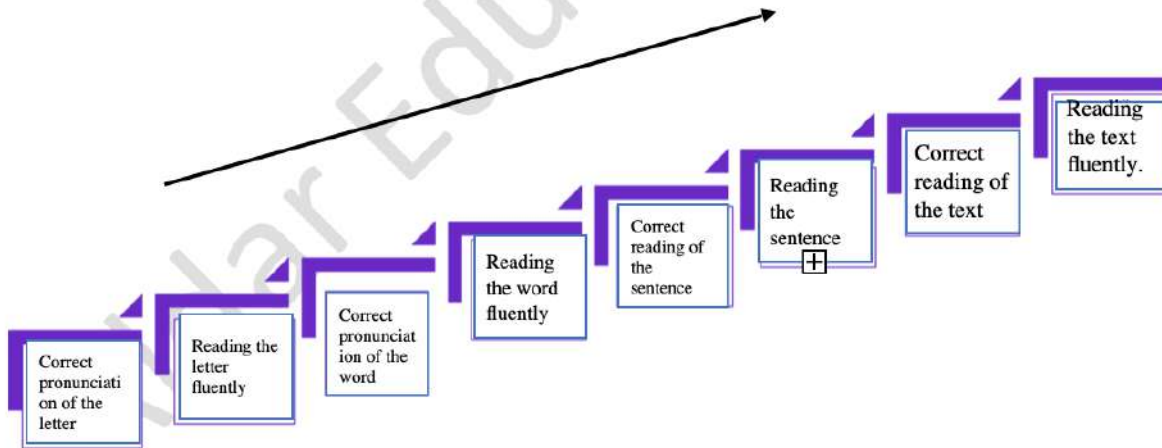 Correct
pronunciati
on of the
letter
Reading the
letter
fluently
Correct
pronunciat
ion of the
word
Reading
the word
fluently
Correct
reading of
the
sentence
Reading
the
sentence
Correct
reading of
the text
Reading
the text
fluently.